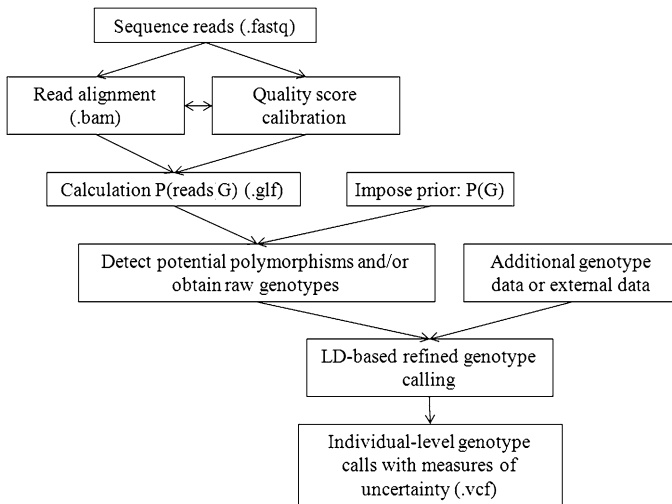 Sequence reads (.fastq)
Read alignment
(.bam)
Quality score
calibration
Calculation P(reads G) (.glf)
Impose prior: P(G)
Detect potential polymorphisms and/or
obtain raw genotypes
Additional genotype
data or external data
LD-based refined genotype
calling
Individual-level genotype
calls with measures of
uncertainty (.vcf)